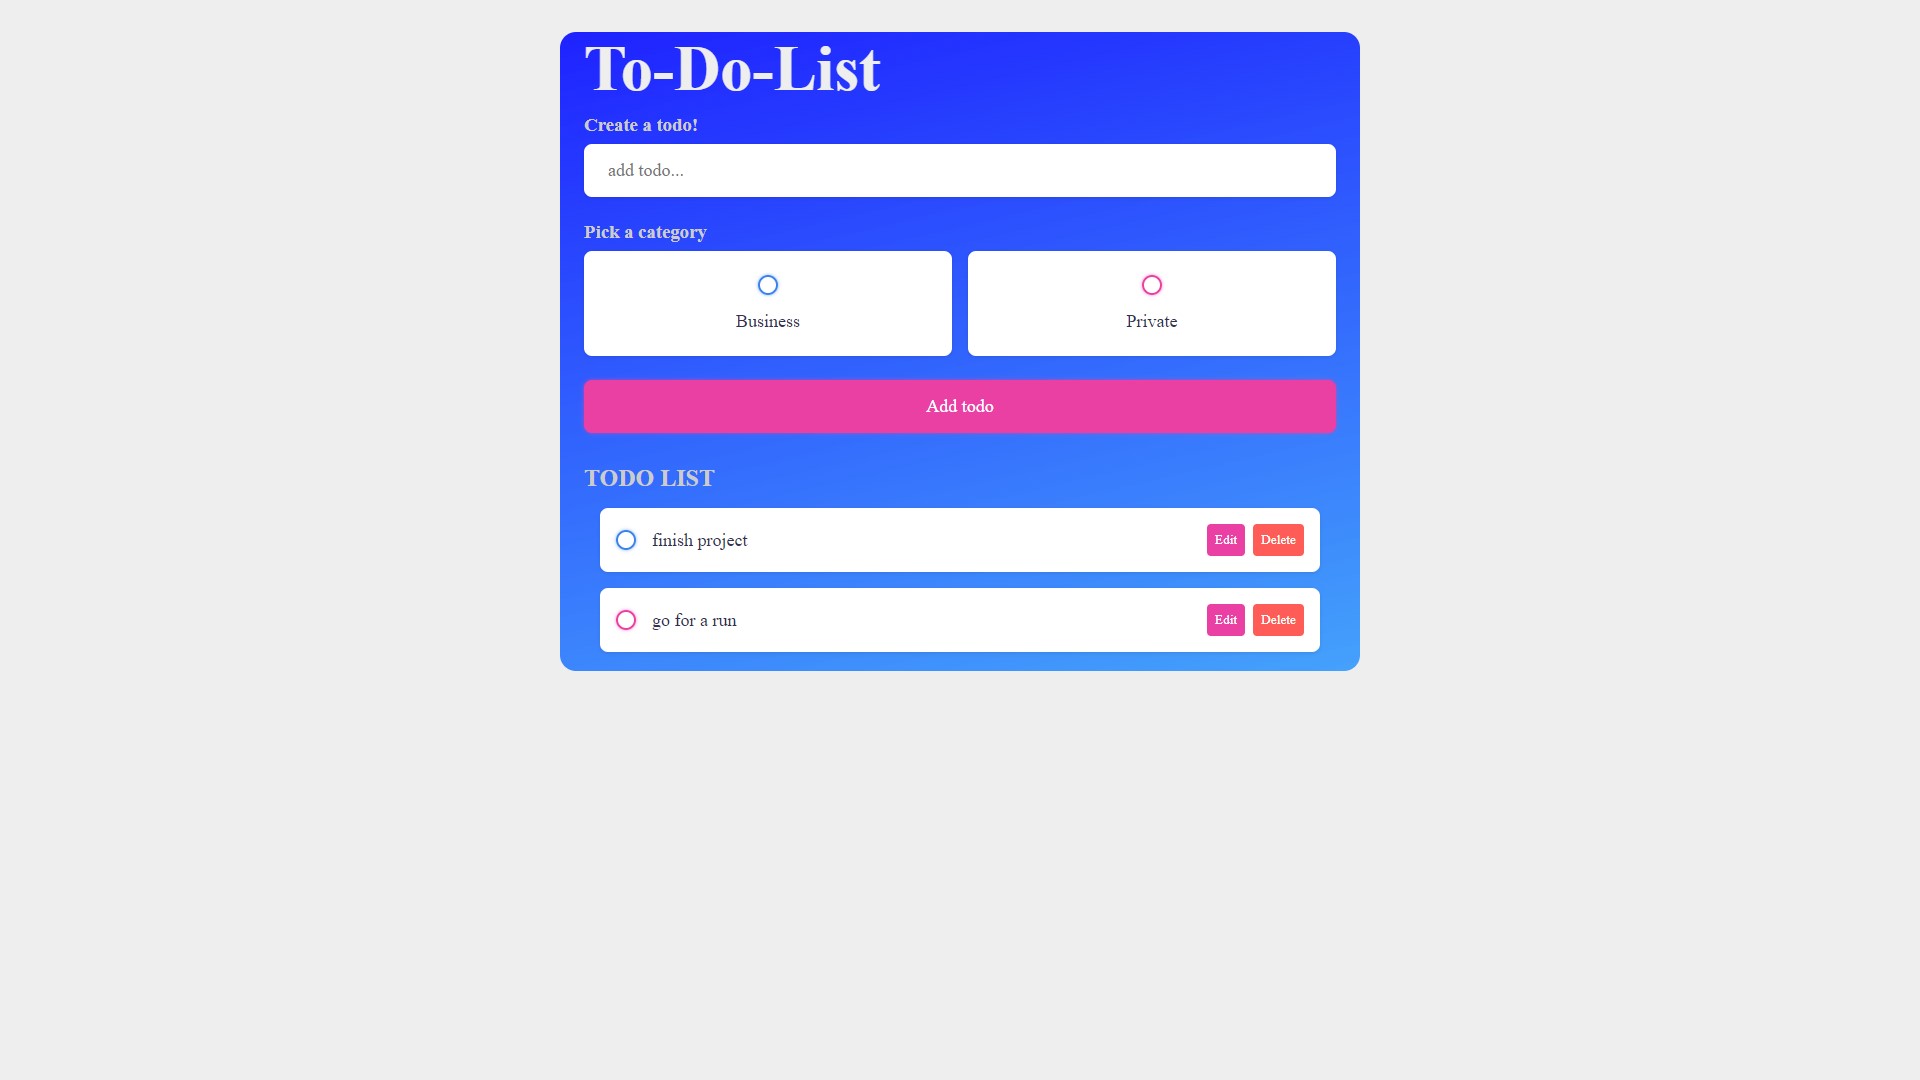 To-Do-List
Create a todo!
add todo...
Pick a category
Business
Private
Add todo
TODO LIST
finish project
Edit
Delete
go for a run
Edit
Delete